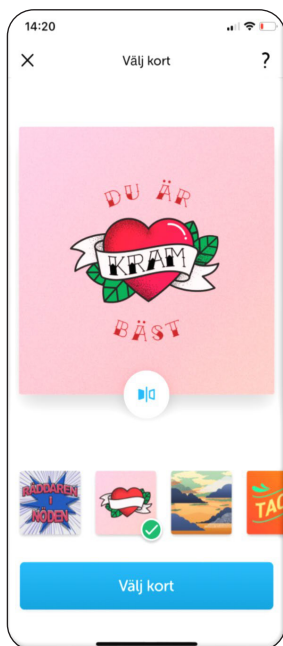 14:20
Välj kort
?
DU ÄR
KRAM
BÄST
RÄDDAREN
I
NÖDEN
TAC
Välj kort